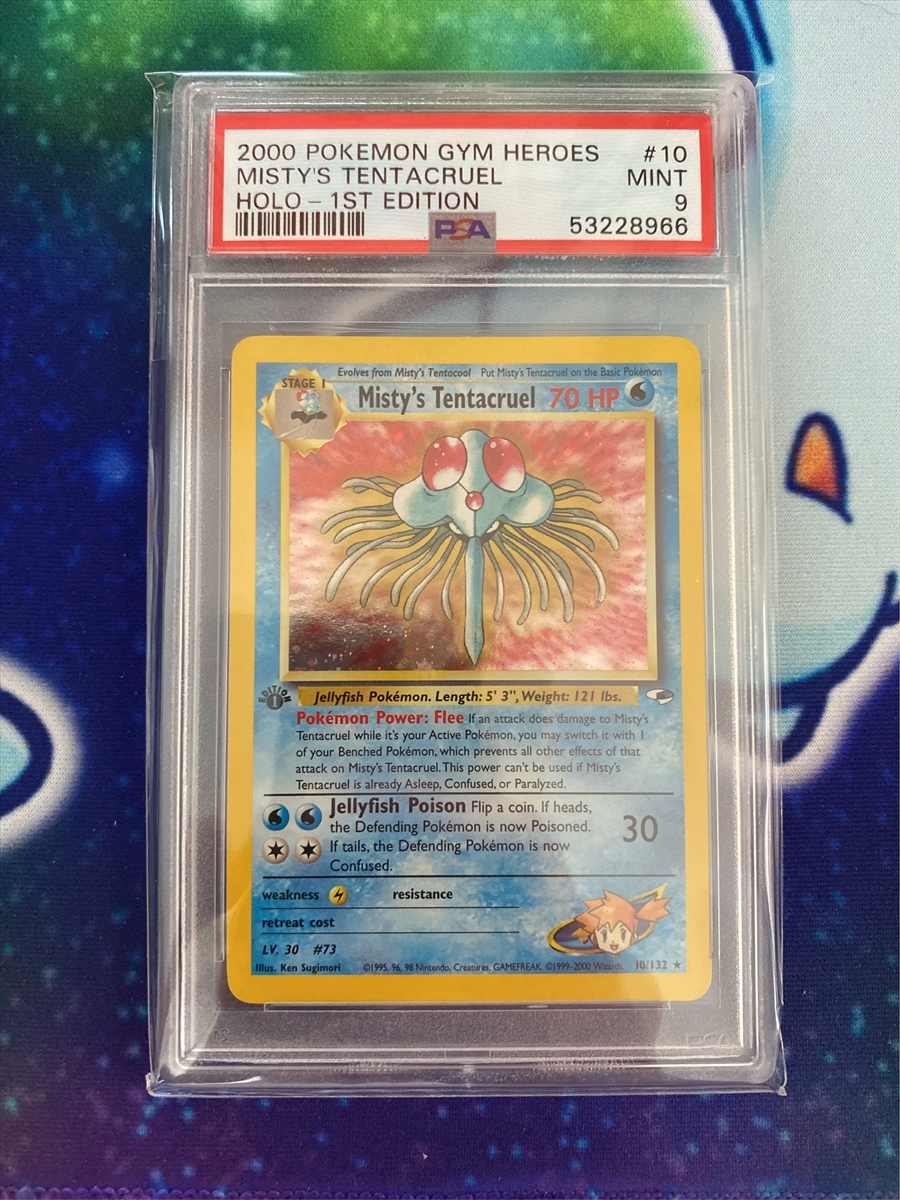 2000 POKEMON GYM HEROES #10
MISTY'S TENTACRUEL MINT
HOLO – 1ST EDITION 9
PSA 53228966
Evolves from Misty's Tentacool Put Misty's Tentacruel on the Basic Pokémon
STAGE 1
Misty's Tentacruel 70 HP
EDITION
1
Jellyfish Pokémon. Length: 5' 3", Weight: 121 lbs.
Pokémon Power: Flee If an attack does damage to Misty's
Tentacruel while it's your Active Pokémon, you may switch it with 1
of your Benched Pokémon, which prevents all other effects of that
attack on Misty's Tentacruel. This power can't be used if Misty's
Tentacruel is already Asleep, Confused, or Paralyzed.
Jellyfish Poison Flip a coin. If heads,
the Defending Pokémon is now Poisoned. 30
If tails, the Defending Pokémon is now
Confused.
weakness resistance
retreat cost
LV. 30 #73
Illus. Ken Sugimori ©1995, 96, 98 Nintendo, Creatures, GAMEFREAK. ©1999-2000 Wizards. 10/132 ★